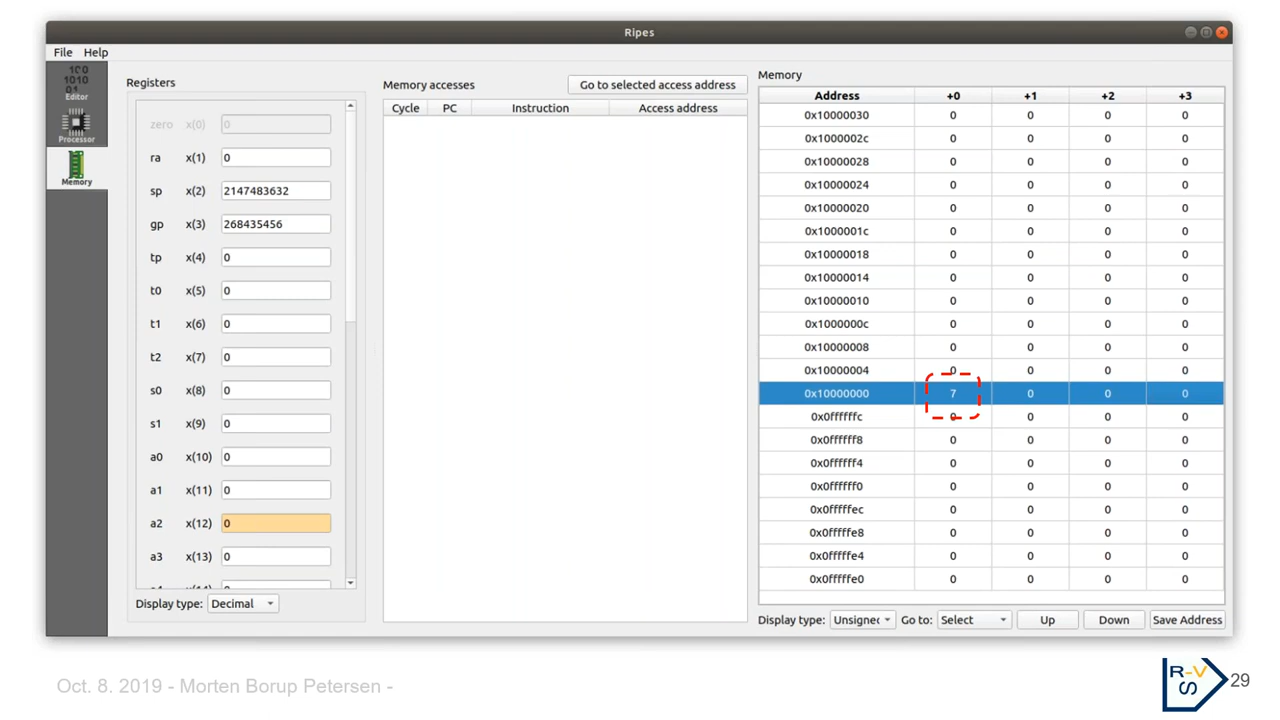 Ripes
File Help
Editor
Processor
Memory
Registers
zero x(0) 0
ra x(1) 0
sp x(2) 2147483632
gp x(3) 268435456
tp x(4) 0
t0 x(5) 0
t1 x(6) 0
t2 x(7) 0
s0 x(8) 0
s1 x(9) 0
a0 x(10) 0
a1 x(11) 0
a2 x(12) 0
a3 x(13) 0
Display type: Decimal
Memory accesses
Go to selected access address
Cycle PC Instruction Access address
Memory
Address +0 +1 +2 +3
0x10000030 0 0 0 0
0x1000002c 0 0 0 0
0x10000028 0 0 0 0
0x10000024 0 0 0 0
0x10000020 0 0 0 0
0x1000001c 0 0 0 0
0x10000018 0 0 0 0
0x10000014 0 0 0 0
0x10000010 0 0 0 0
0x1000000c 0 0 0 0
0x10000008 0 0 0 0
0x10000004 0 0 0 0
0x10000000 7 0 0 0
0x0ffffffc 0 0 0 0
0x0ffffff8 0 0 0 0
0x0ffffff4 0 0 0 0
0x0ffffff0 0 0 0 0
0x0fffffec 0 0 0 0
0x0fffffe8 0 0 0 0
0x0fffffe4 0 0 0 0
0x0fffffe0 0 0 0 0
Display type: Unsigned Go to: Select Up Down Save Address
Oct. 8. 2019 - Morten Borup Petersen -
R-V
S
29